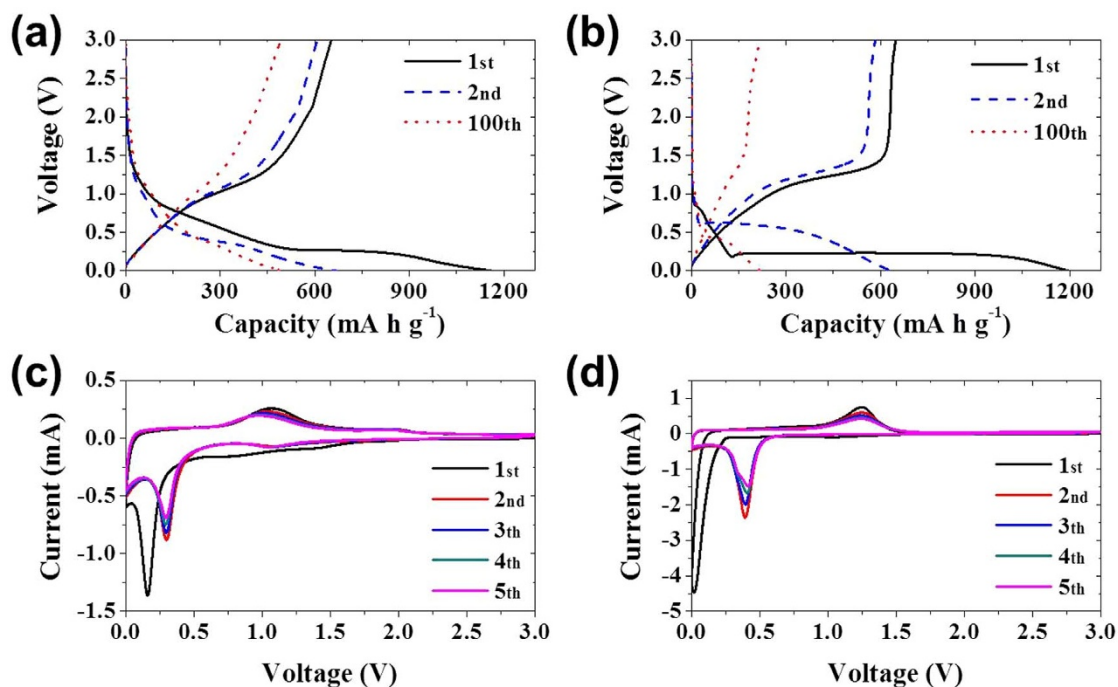 (a)
3.0
2.5
2.0
1.5
1.0
0.5
0.0
Voltage (V)
1st
2nd
100th
0 300 600 900 1200
Capacity (mA h g-1)
(b)
3.0
2.5
2.0
1.5
1.0
0.5
0.0
Voltage (V)
1st
2nd
100th
0 300 600 900 1200
Capacity (mA h g-1)
(c)
0.5
0.0
-0.5
-1.0
-1.5
Current (mA)
1st
2nd
3th
4th
5th
0.0 0.5 1.0 1.5 2.0 2.5 3.0
Voltage (V)
(d)
1
0
-1
-2
-3
-4
-5
Current (mA)
1st
2nd
3th
4th
5th
0.0 0.5 1.0 1.5 2.0 2.5 3.0
Voltage (V)